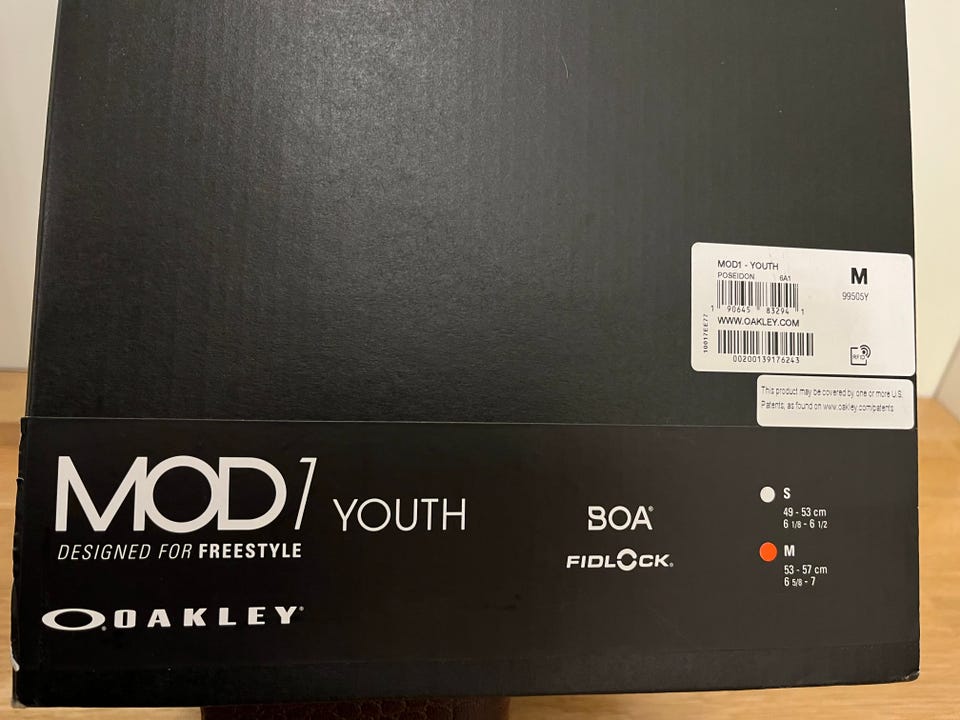 MOD1 - YOUTH
POSEIDON 6A1
M
99505Y
1 90645 83294 1
WWW.OAKLEY.COM
10017EE77
00200139176243
RFID
This product may be covered by one or more U.S.
Patents, as found on www.oakley.com/patents
MOD1 YOUTH
DESIGNED FOR FREESTYLE
OAKLEY®
BOA®
FIDLOCK®
S
49 - 53 cm
6 1/8 - 6 1/2
M
53 - 57 cm
6 5/8 - 7